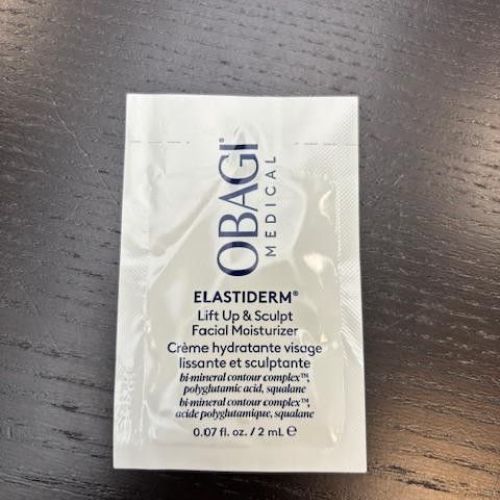 OBAGI®
MEDICAL
ELASTIDERM®
Lift Up & Sculpt
Facial Moisturizer
Crème hydratante visage
lissante et sculptante
bi-mineral contour complex™,
polyglutamic acid, squalane
bi-mineral contour complex™,
acide polyglutamique, squalane
0.07 fl. oz. / 2 mL ℮